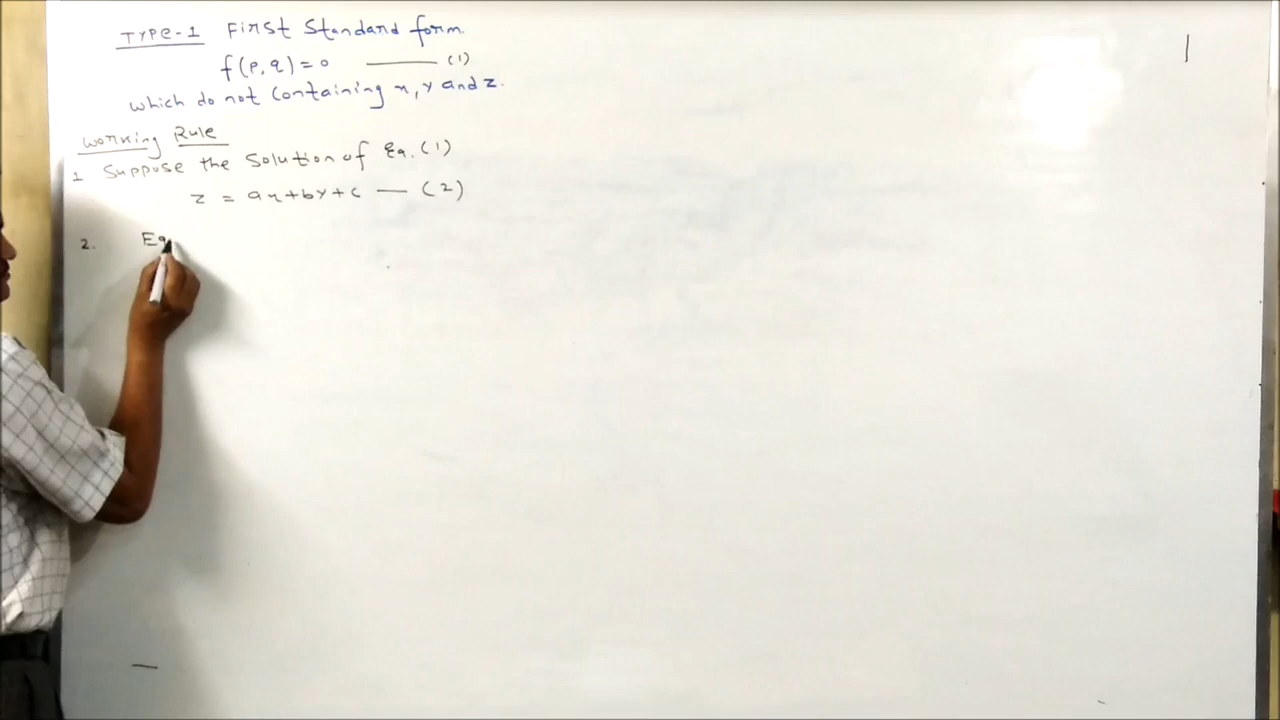 TYPE-1 First Standard form
f(p,q)=0 ——— (1)
which do not containing x, y and z.
Working Rule
1 Suppose the Solution of Eq. (1)
z = ax+by+c — (2)
2. Eq